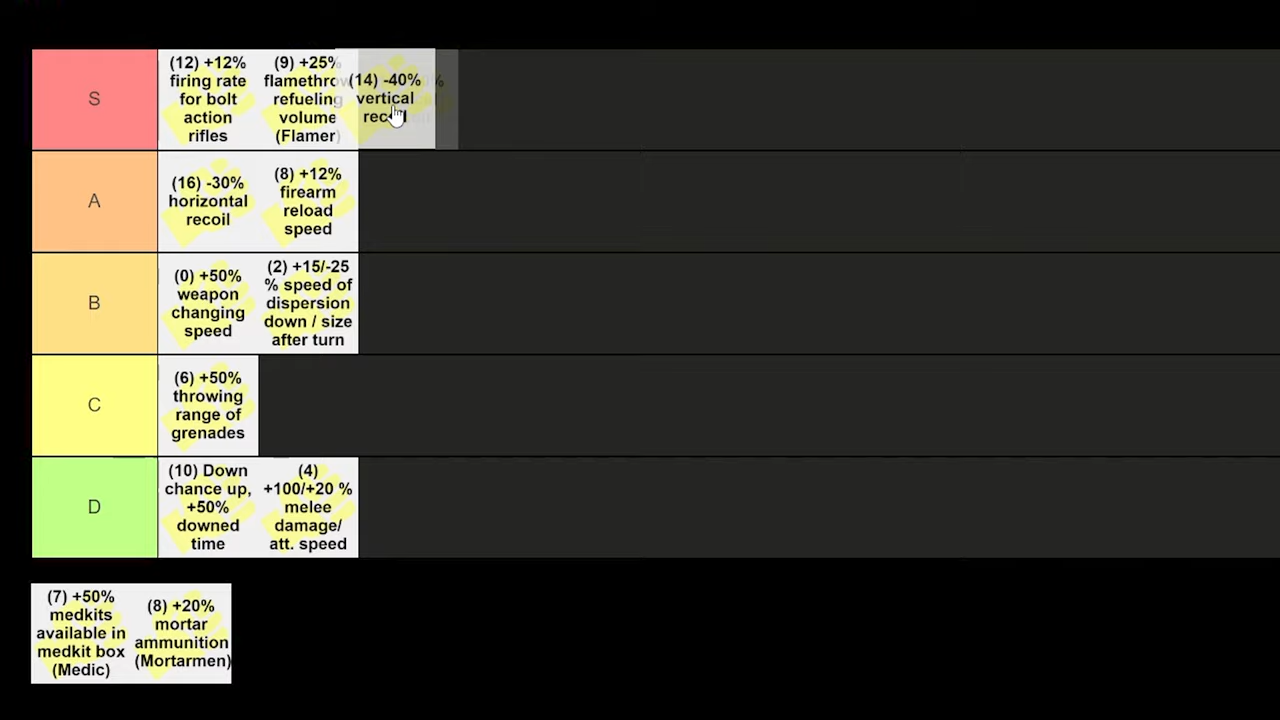 S
(12) +12%
firing rate
for bolt
action
rifles
(9) +25%
flamethrow
refueling
volume
(Flamer)
(14) -40%
vertical
A
(16) -30%
horizontal
recoil
(8) +12%
firearm
reload
speed
B
(0) +50%
weapon
changing
speed
(2) +15/-25
% speed of
dispersion
down / size
after turn
C
(6) +50%
throwing
range of
grenades
D
(10) Down
chance up,
+50%
downed
time
(4)
+100/+20 %
melee
damage/
att. speed
(7) +50%
medkits
available in
medkit box
(Medic)
(8) +20%
mortar
ammunition
(Mortarmen)